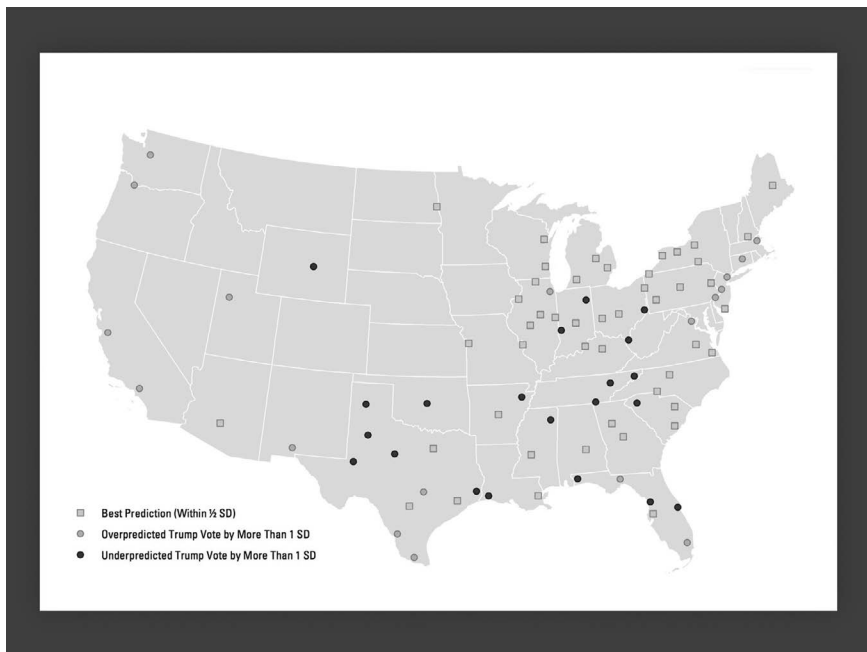 Best Prediction (Within ½ SD)
Overpredicted Trump Vote by More Than 1 SD
Underpredicted Trump Vote by More Than 1 SD